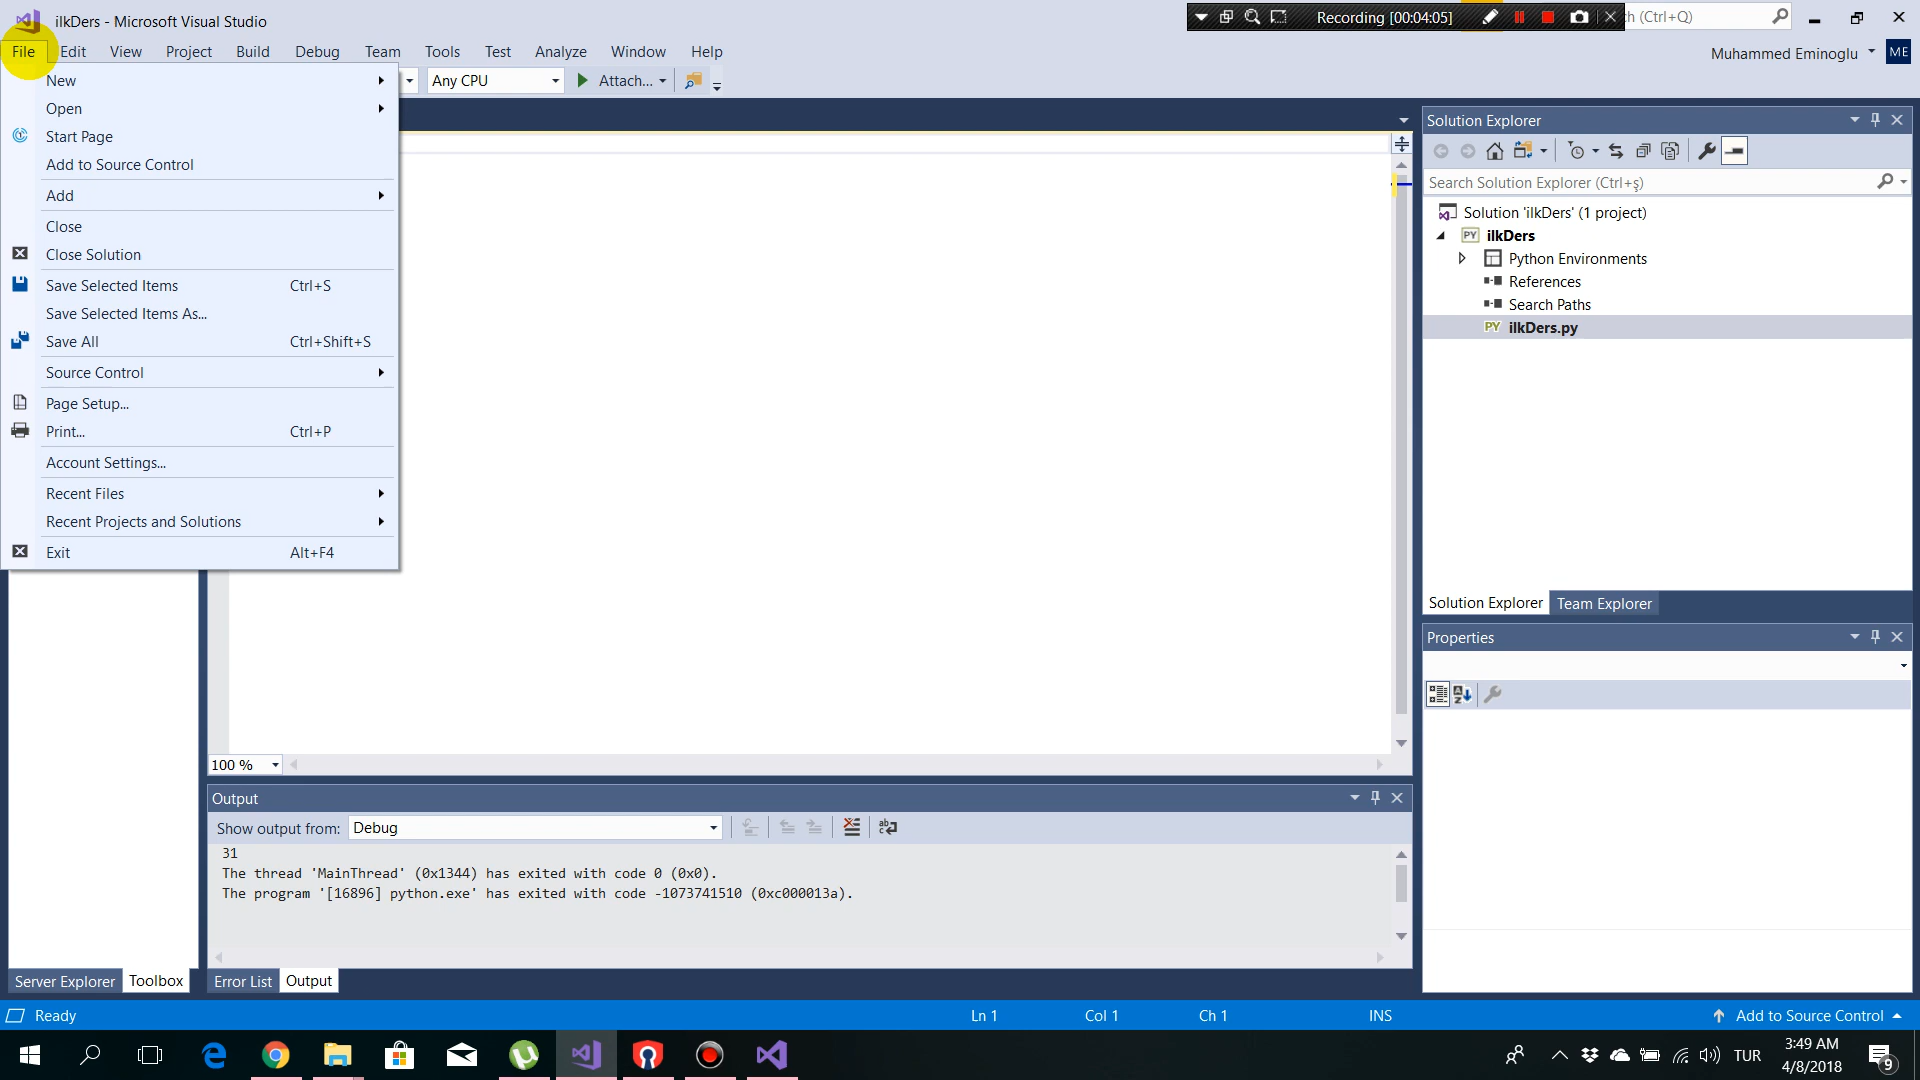 ilkDers - Microsoft Visual Studio
Recording [00:04:05]
ch (Ctrl+Q)
File Edit View Project Build Debug Team Tools Test Analyze Window Help
Muhammed Eminoglu ME
Any CPU Attach...
New
Open
Start Page
Add to Source Control
Add
Close
Close Solution
Save Selected Items Ctrl+S
Save Selected Items As...
Save All Ctrl+Shift+S
Source Control
Page Setup...
Print... Ctrl+P
Account Settings...
Recent Files
Recent Projects and Solutions
Exit Alt+F4
Solution Explorer
Search Solution Explorer (Ctrl+ş)
Solution 'ilkDers' (1 project)
PY ilkDers
Python Environments
References
Search Paths
PY ilkDers.py
Solution Explorer Team Explorer
Properties
100 %
Output
Show output from: Debug
31
The thread 'MainThread' (0x1344) has exited with code 0 (0x0).
The program '[16896] python.exe' has exited with code -1073741510 (0xc000013a).
Server Explorer Toolbox
Error List Output
Ready Ln 1 Col 1 Ch 1 INS Add to Source Control
TUR
3:49 AM
4/8/2018
9